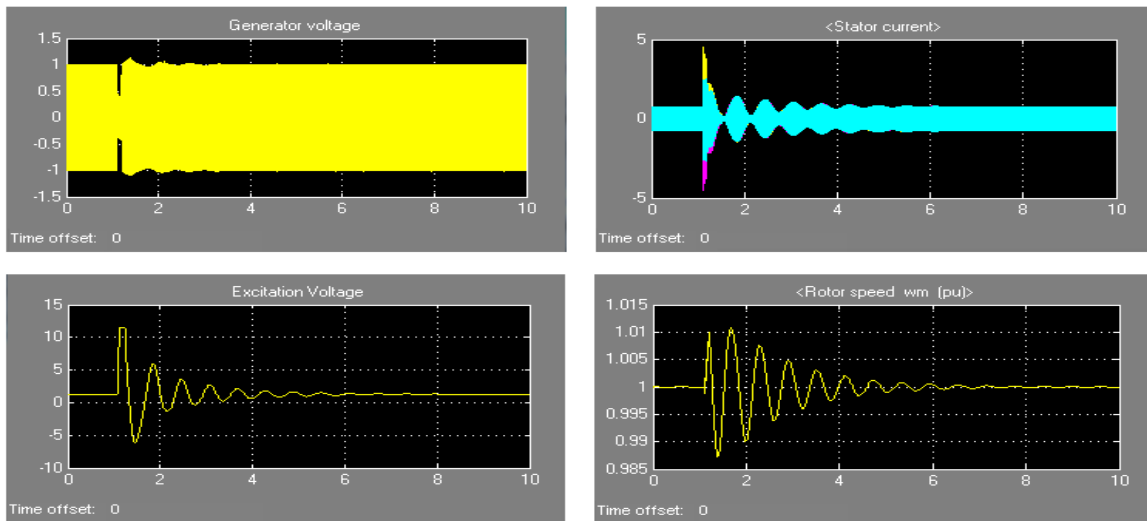 Generator voltage
1.5
1
0.5
0
-0.5
-1
-1.5
0 2 4 6 8 10
Time offset: 0
<Stator current>
5
0
-5
0 2 4 6 8 10
Time offset: 0
Excitation Voltage
15
10
5
0
-5
-10
0 2 4 6 8 10
Time offset: 0
<Rotor speed wm (pu)>
1.015
1.01
1.005
1
0.995
0.99
0.985
0 2 4 6 8 10
Time offset: 0